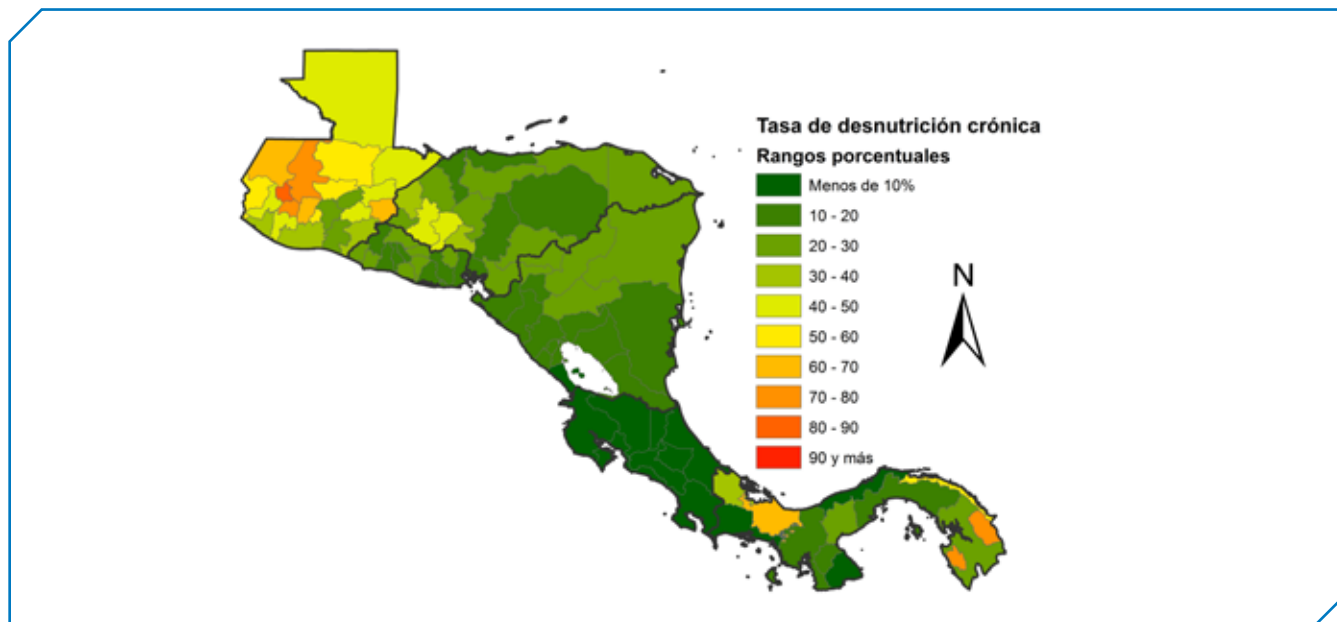 Tasa de desnutrición crónica
Rangos porcentuales
Menos de 10%
10 - 20
20 - 30
30 - 40
40 - 50
50 - 60
60 - 70
70 - 80
80 - 90
90 y más
N